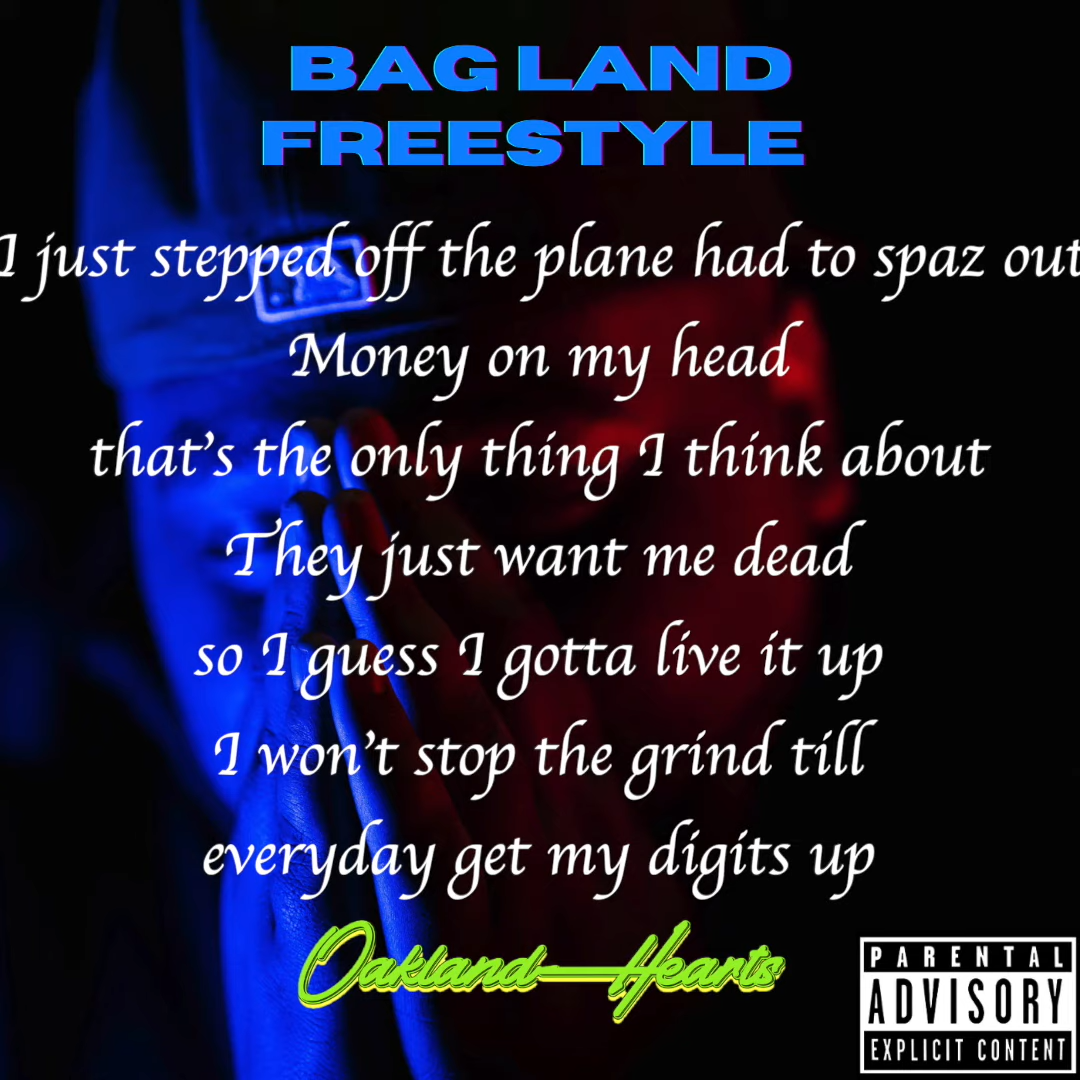 BAG LAND
FREESTYLE
I just stepped off the plane had to spaz out
Money on my head
that's the only thing I think about
They just want me dead
so I guess I gotta live it up
I won't stop the grind till
everyday get my digits up
Oakland—Hearts
PARENTAL
ADVISORY
EXPLICIT CONTENT